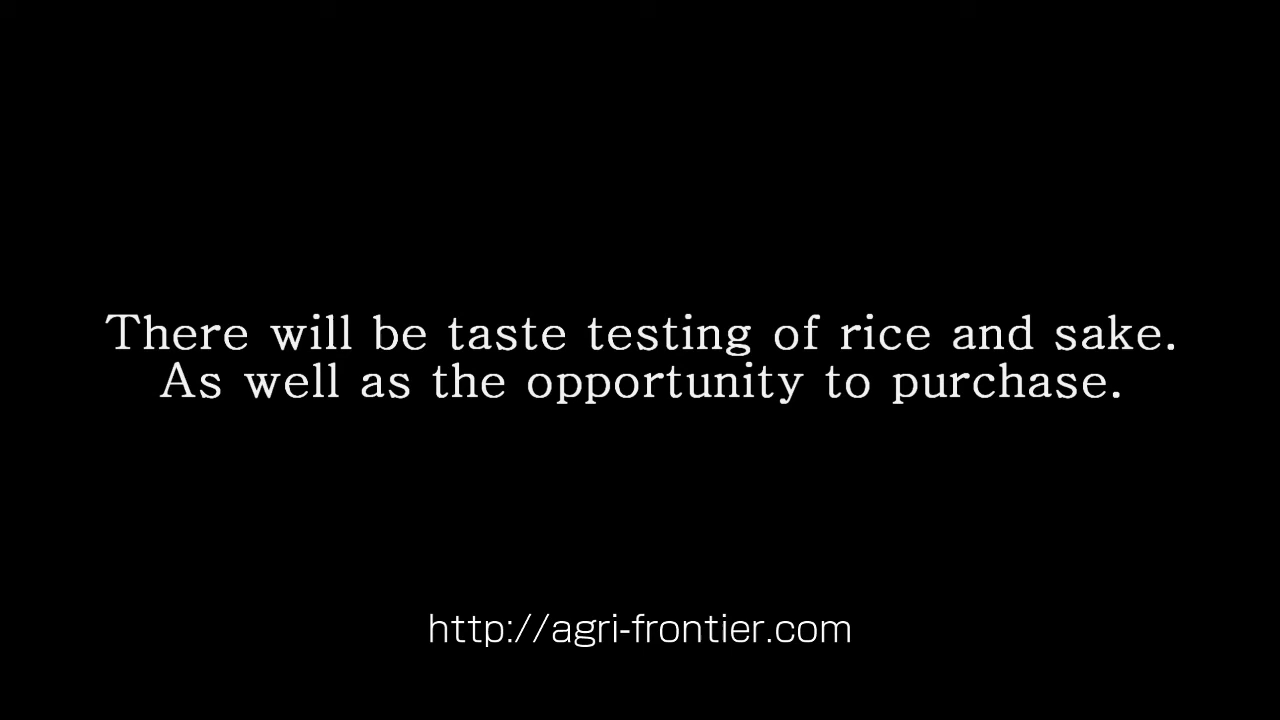 There will be taste testing of rice and sake.
As well as the opportunity to purchase.
http://agri-frontier.com